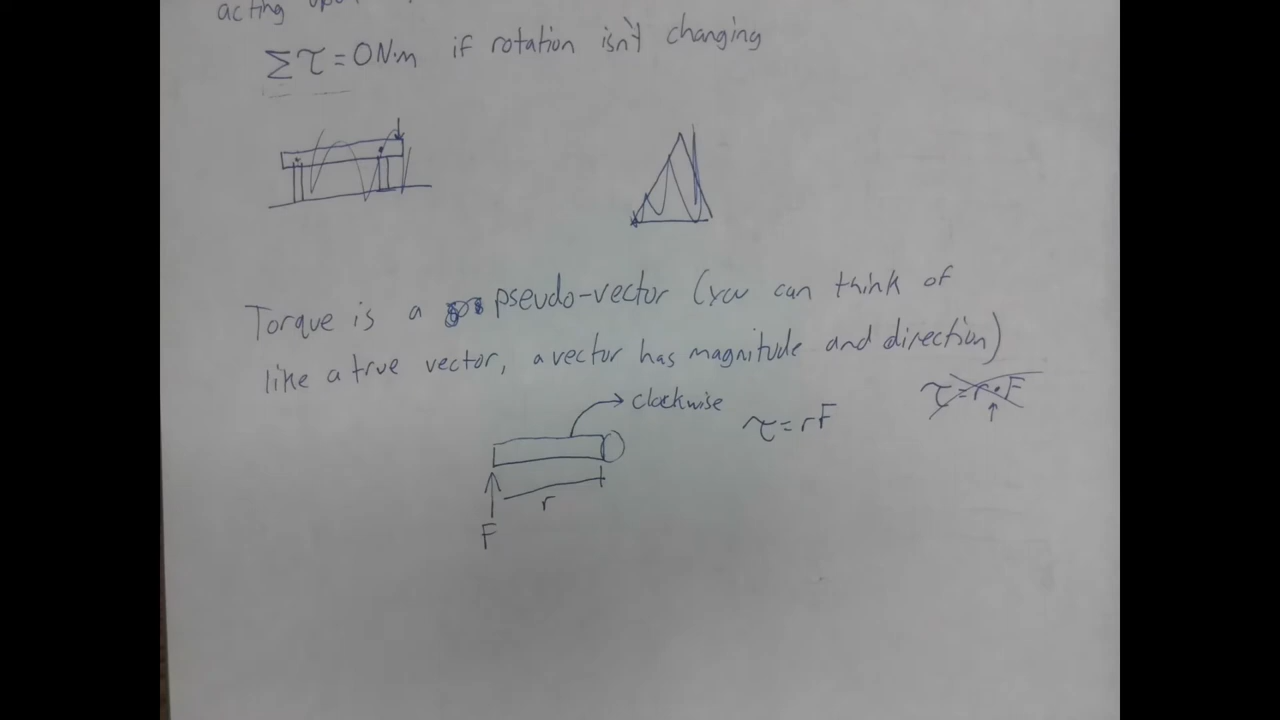 acting
Στ = 0 N·m if rotation isn't changing
Torque is a pseudo-vector (you can think of
like a true vector, a vector has magnitude and direction)
clockwise
τ = rF
τ = r·F
r
F